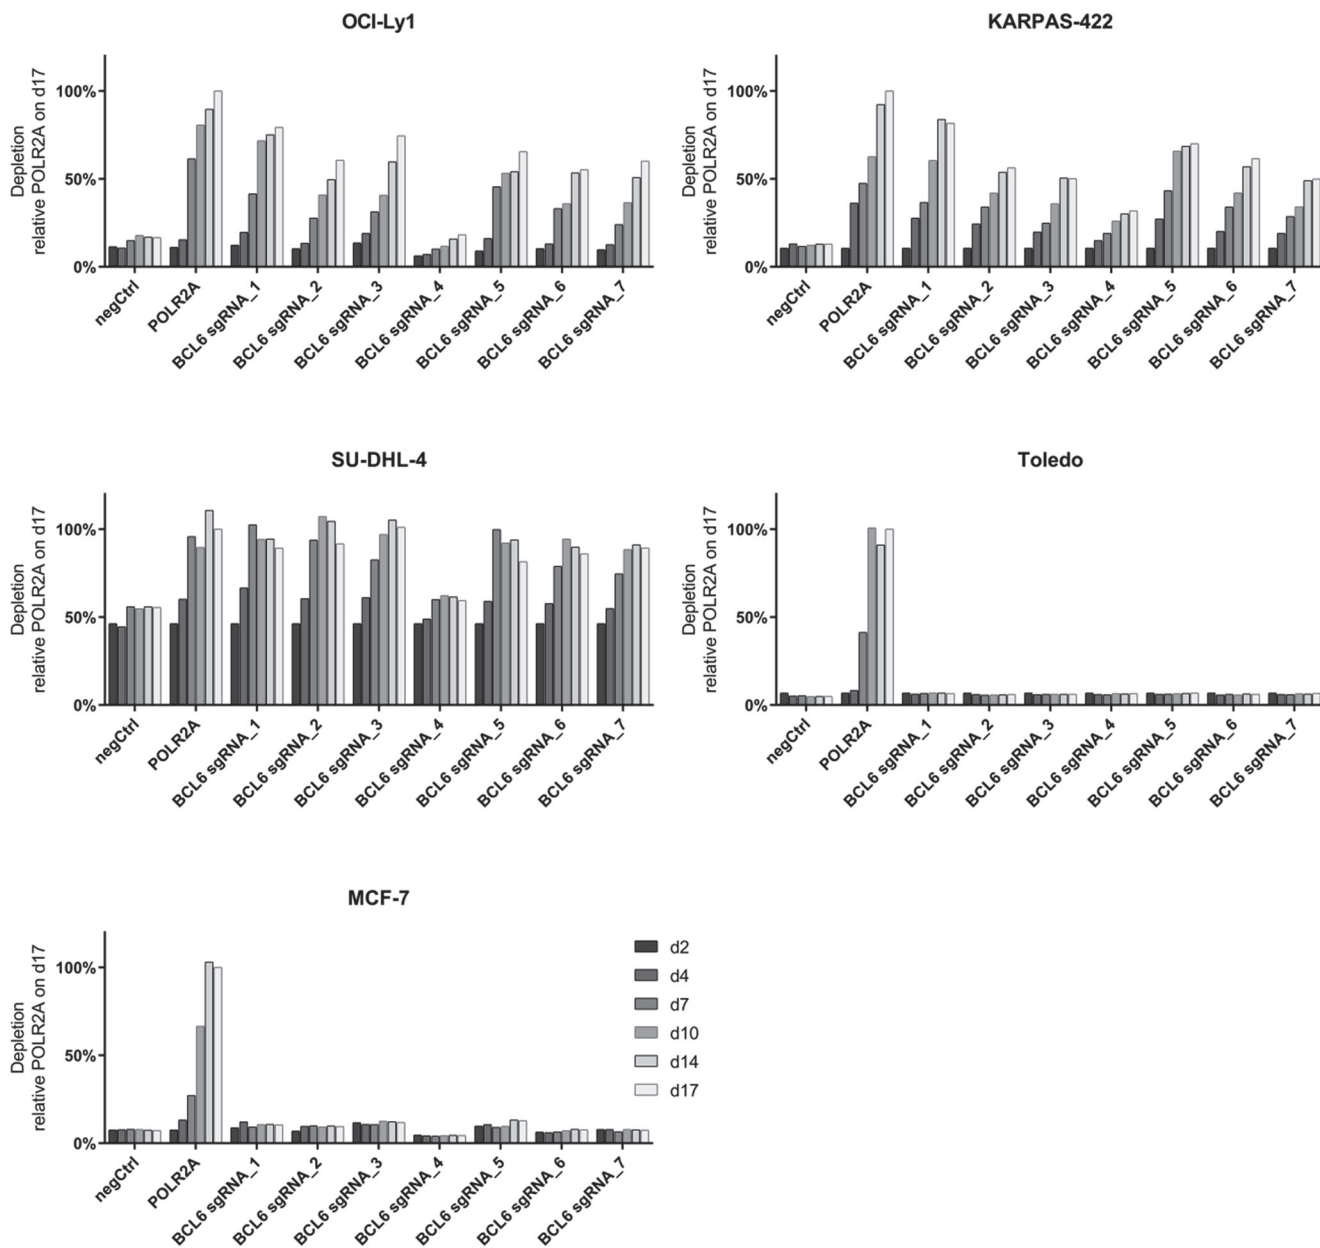 OCI-Ly1
Depletion
relative POLR2A on d17
100%
50%
0%
negCtrl
POLR2A
BCL6 sgRNA_1
BCL6 sgRNA_2
BCL6 sgRNA_3
BCL6 sgRNA_4
BCL6 sgRNA_5
BCL6 sgRNA_6
BCL6 sgRNA_7
KARPAS-422
Depletion
relative POLR2A on d17
100%
50%
0%
negCtrl
POLR2A
BCL6 sgRNA_1
BCL6 sgRNA_2
BCL6 sgRNA_3
BCL6 sgRNA_4
BCL6 sgRNA_5
BCL6 sgRNA_6
BCL6 sgRNA_7
SU-DHL-4
Depletion
relative POLR2A on d17
100%
50%
0%
negCtrl
POLR2A
BCL6 sgRNA_1
BCL6 sgRNA_2
BCL6 sgRNA_3
BCL6 sgRNA_4
BCL6 sgRNA_5
BCL6 sgRNA_6
BCL6 sgRNA_7
Toledo
Depletion
relative POLR2A on d17
100%
50%
0%
negCtrl
POLR2A
BCL6 sgRNA_1
BCL6 sgRNA_2
BCL6 sgRNA_3
BCL6 sgRNA_4
BCL6 sgRNA_5
BCL6 sgRNA_6
BCL6 sgRNA_7
MCF-7
Depletion
relative POLR2A on d17
100%
50%
0%
negCtrl
POLR2A
BCL6 sgRNA_1
BCL6 sgRNA_2
BCL6 sgRNA_3
BCL6 sgRNA_4
BCL6 sgRNA_5
BCL6 sgRNA_6
BCL6 sgRNA_7
d2
d4
d7
d10
d14
d17